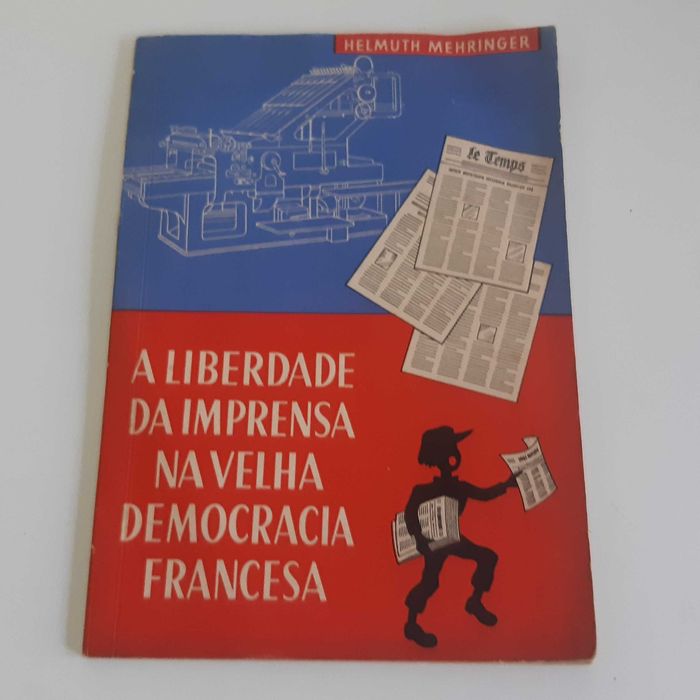 HELMUTH MEHRINGER
le Temps
A LIBERDADE
DA IMPRENSA
NA VELHA
DEMOCRACIA
FRANCESA